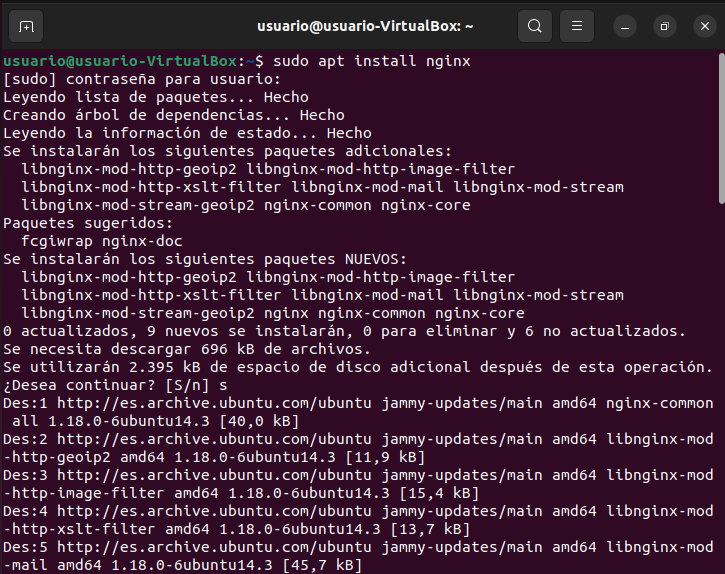 usuario@usuario-VirtualBox: ~
usuario@usuario-VirtualBox:~$ sudo apt install nginx
[sudo] contraseña para usuario:
Leyendo lista de paquetes... Hecho
Creando árbol de dependencias... Hecho
Leyendo la información de estado... Hecho
Se instalarán los siguientes paquetes adicionales:
  libnginx-mod-http-geoip2 libnginx-mod-http-image-filter
  libnginx-mod-http-xslt-filter libnginx-mod-mail libnginx-mod-stream
  libnginx-mod-stream-geoip2 nginx-common nginx-core
Paquetes sugeridos:
  fcgiwrap nginx-doc
Se instalarán los siguientes paquetes NUEVOS:
  libnginx-mod-http-geoip2 libnginx-mod-http-image-filter
  libnginx-mod-http-xslt-filter libnginx-mod-mail libnginx-mod-stream
  libnginx-mod-stream-geoip2 nginx nginx-common nginx-core
0 actualizados, 9 nuevos se instalarán, 0 para eliminar y 6 no actualizados.
Se necesita descargar 696 kB de archivos.
Se utilizarán 2.395 kB de espacio de disco adicional después de esta operación.
¿Desea continuar? [S/n] s
Des:1 http://es.archive.ubuntu.com/ubuntu jammy-updates/main amd64 nginx-common
 all 1.18.0-6ubuntu14.3 [40,0 kB]
Des:2 http://es.archive.ubuntu.com/ubuntu jammy-updates/main amd64 libnginx-mod
-http-geoip2 amd64 1.18.0-6ubuntu14.3 [11,9 kB]
Des:3 http://es.archive.ubuntu.com/ubuntu jammy-updates/main amd64 libnginx-mod
-http-image-filter amd64 1.18.0-6ubuntu14.3 [15,4 kB]
Des:4 http://es.archive.ubuntu.com/ubuntu jammy-updates/main amd64 libnginx-mod
-http-xslt-filter amd64 1.18.0-6ubuntu14.3 [13,7 kB]
Des:5 http://es.archive.ubuntu.com/ubuntu jammy-updates/main amd64 libnginx-mod
-mail amd64 1.18.0-6ubuntu14.3 [45,7 kB]